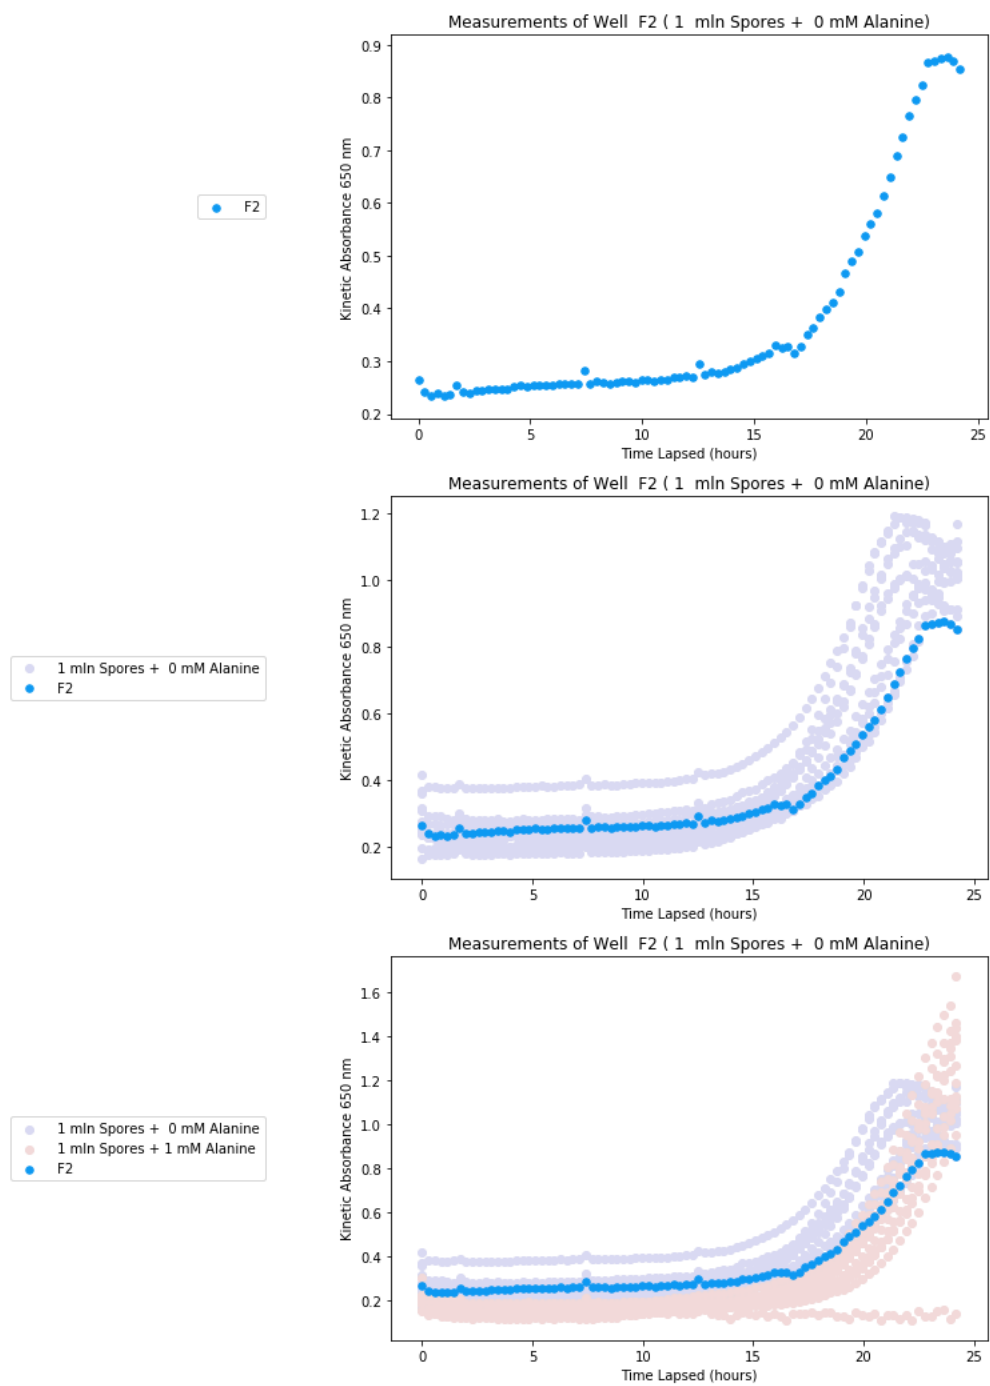 Measurements of Well  F2 ( 1  mln Spores +  0 mM Alanine)
0.9
0.8
0.7
0.6
0.5
0.4
0.3
0.2
Kinetic Absorbance 650 nm
F2
0 5 10 15 20 25
Time Lapsed (hours)
Measurements of Well  F2 ( 1  mln Spores +  0 mM Alanine)
1.2
1.0
0.8
0.6
0.4
0.2
Kinetic Absorbance 650 nm
1 mln Spores +  0 mM Alanine
F2
0 5 10 15 20 25
Time Lapsed (hours)
Measurements of Well  F2 ( 1  mln Spores +  0 mM Alanine)
1.6
1.4
1.2
1.0
0.8
0.6
0.4
0.2
Kinetic Absorbance 650 nm
1 mln Spores +  0 mM Alanine
1 mln Spores + 1 mM Alanine
F2
0 5 10 15 20 25
Time Lapsed (hours)